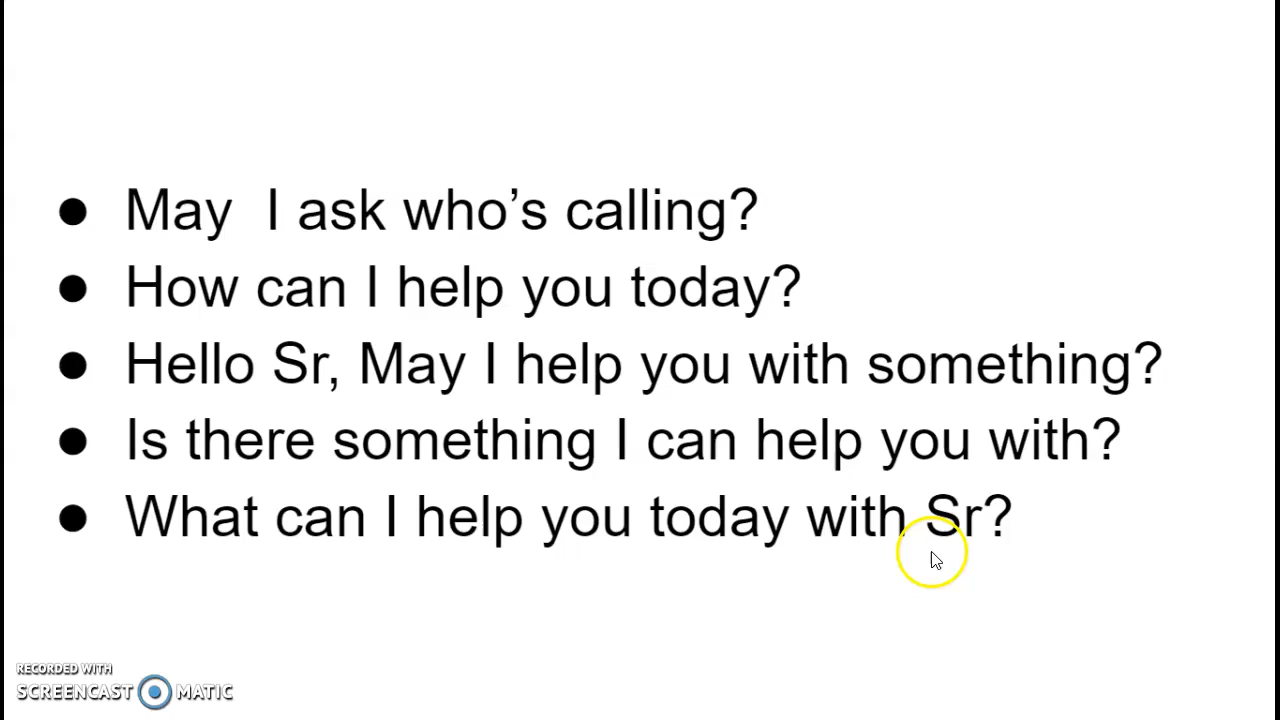 ● May  I ask who’s calling?
● How can I help you today?
● Hello Sr, May I help you with something?
● Is there something I can help you with?
● What can I help you today with Sr?
RECORDED WITH
SCREENCAST MATIC